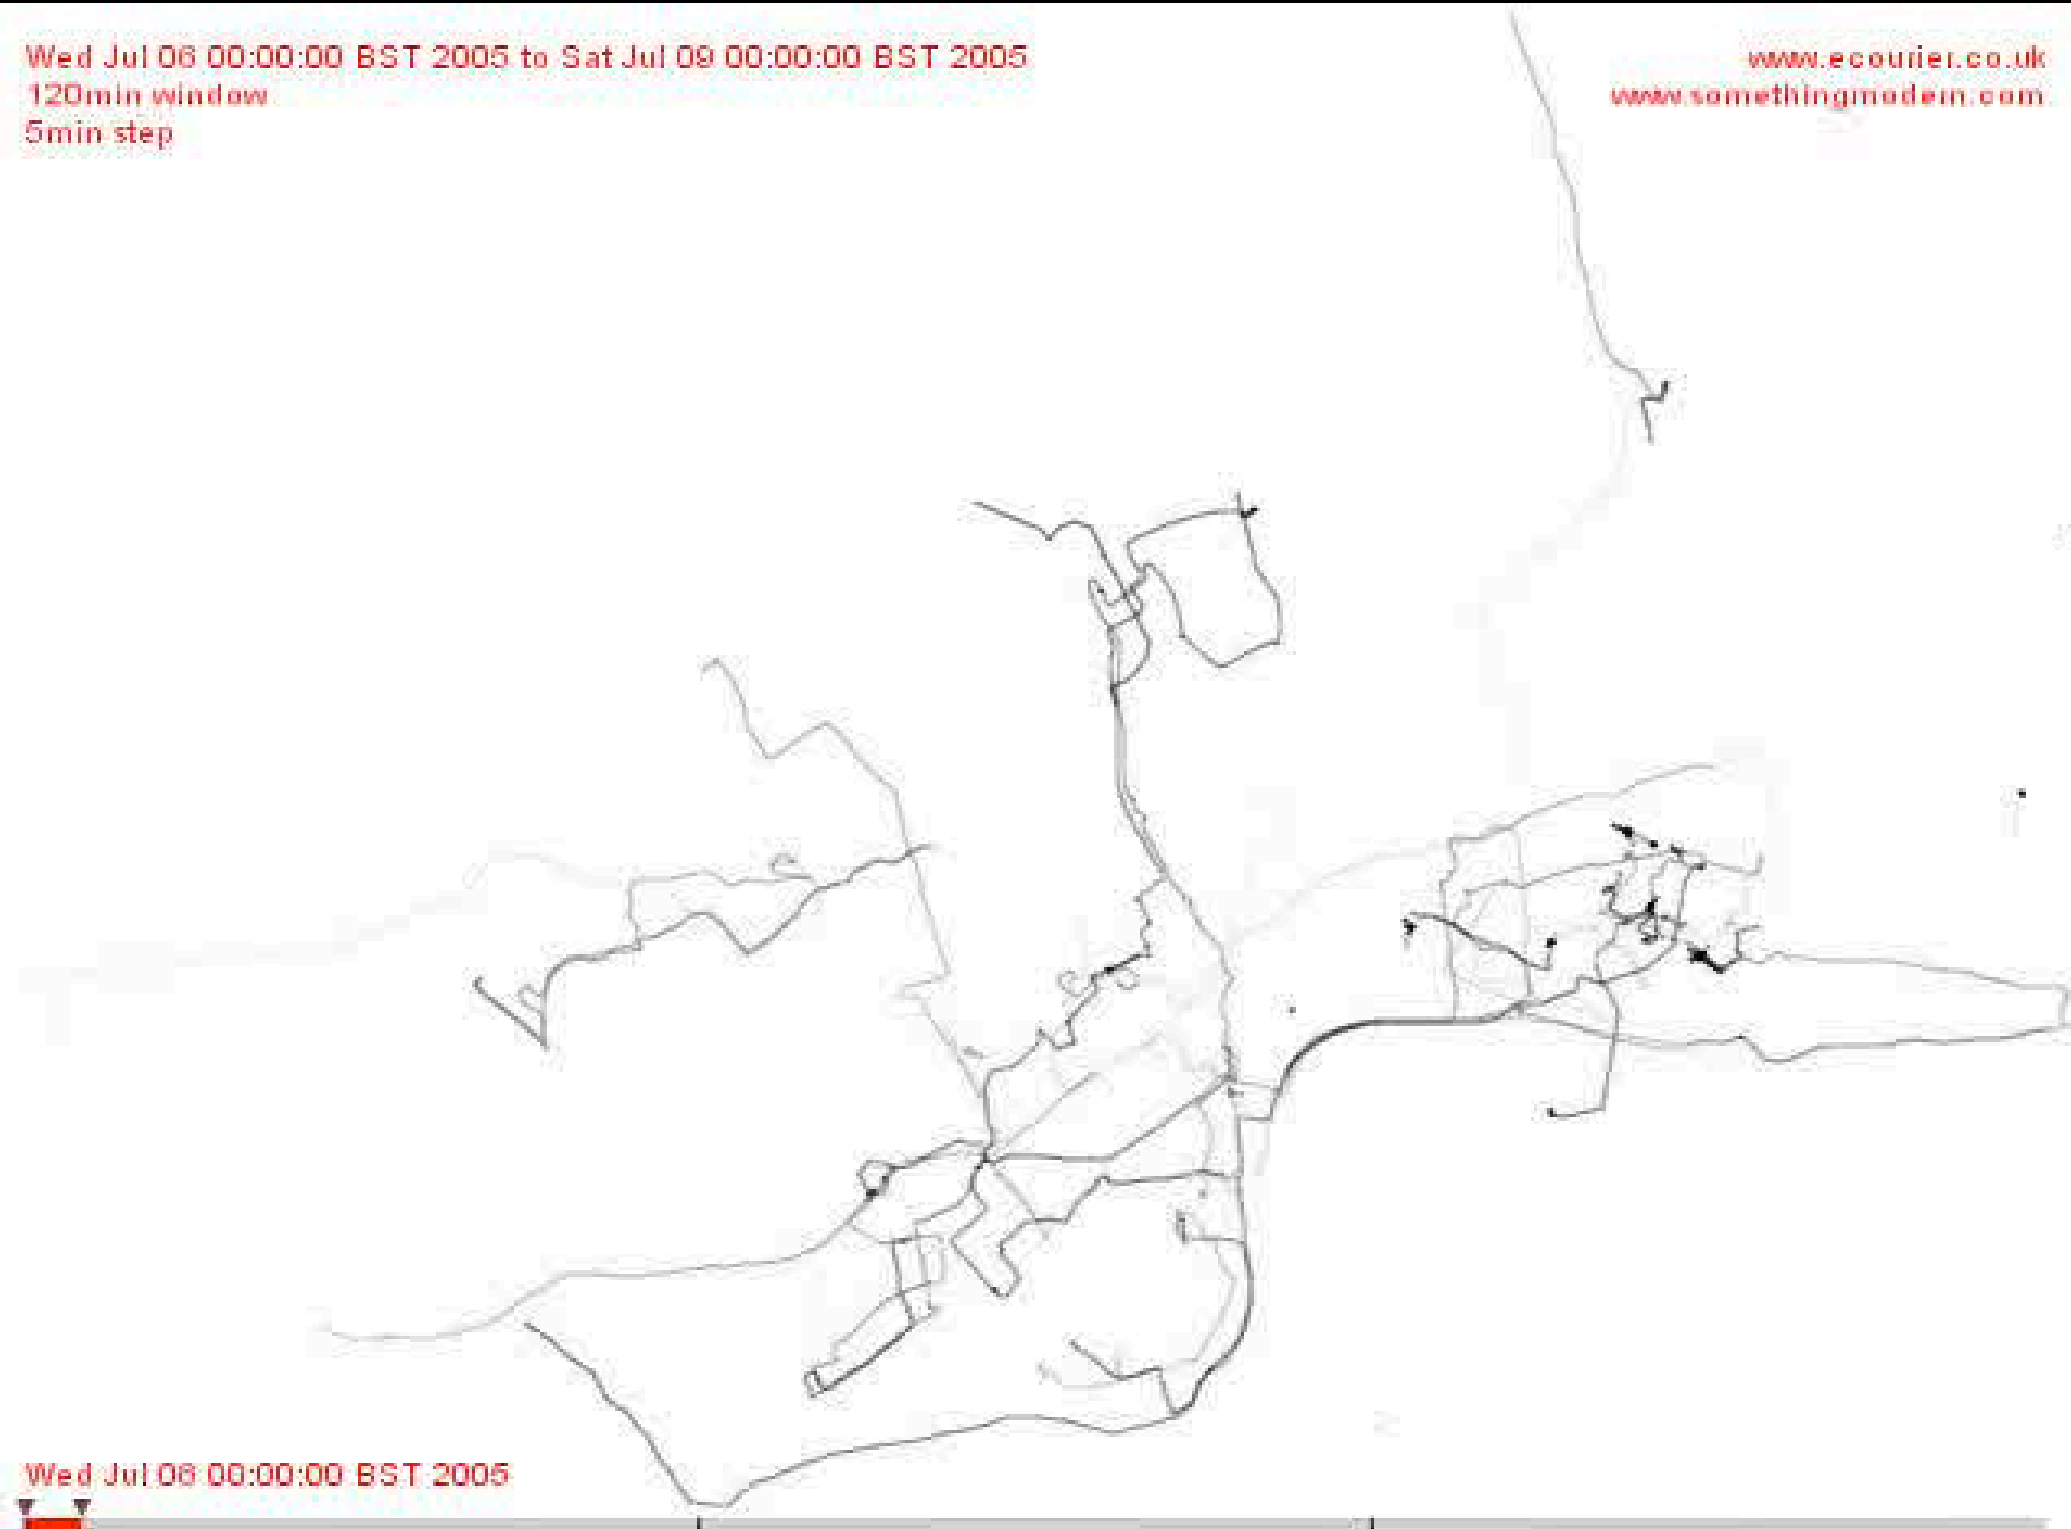 Wed Jul 06 00:00:00 BST 2005 to Sat Jul 09 00:00:00 BST 2005
120min window
5min step
www.ecourier.co.uk
www.somethingmodern.com
Wed Jul 06 00:00:00 BST 2005